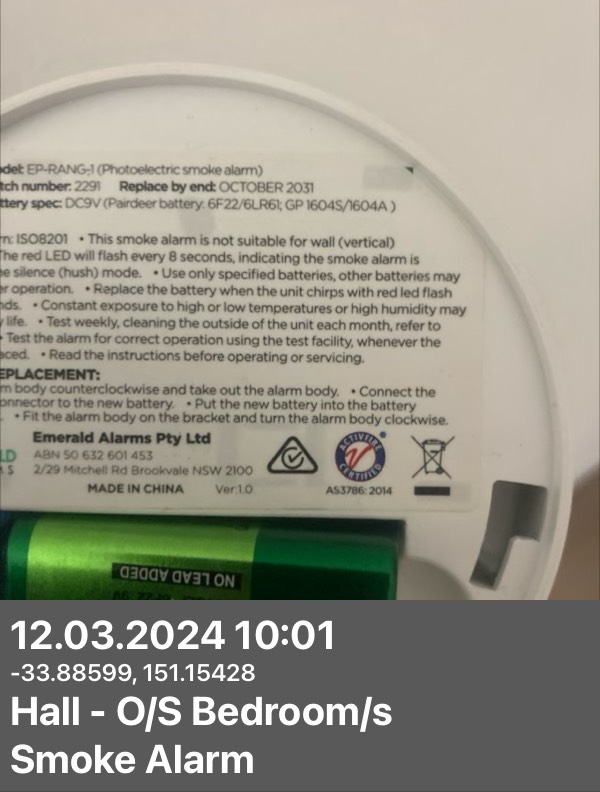 del: EP-RANG-1 (Photoelectric smoke alarm)
tch number: 2291 Replace by end: OCTOBER 2031
ttery spec: DC9V (Pairdeer battery: 6F22/6LR61; GP 1604S/1604A )
rn: ISO8201 • This smoke alarm is not suitable for wall (vertical)
The red LED will flash every 8 seconds, indicating the smoke alarm is
e silence (hush) mode. • Use only specified batteries, other batteries may
er operation. • Replace the battery when the unit chirps with red led flash
nds. • Constant exposure to high or low temperatures or high humidity may
y life. • Test weekly, cleaning the outside of the unit each month, refer to
• Test the alarm for correct operation using the test facility, whenever the
aced. • Read the instructions before operating or servicing.
EPLACEMENT:
m body counterclockwise and take out the alarm body. • Connect the
onnector to the new battery. • Put the new battery into the battery
. • Fit the alarm body on the bracket and turn the alarm body clockwise.
Emerald Alarms Pty Ltd
LD ABN 50 632 601 453
S 2/29 Mitchell Rd Brookvale NSW 2100
MADE IN CHINA Ver:1.0
ACTIVFIRE
CERTIFIED
AS3786: 2014
NO LEAD ADDED
12.03.2024 10:01
-33.88599, 151.15428
Hall - O/S Bedroom/s
Smoke Alarm